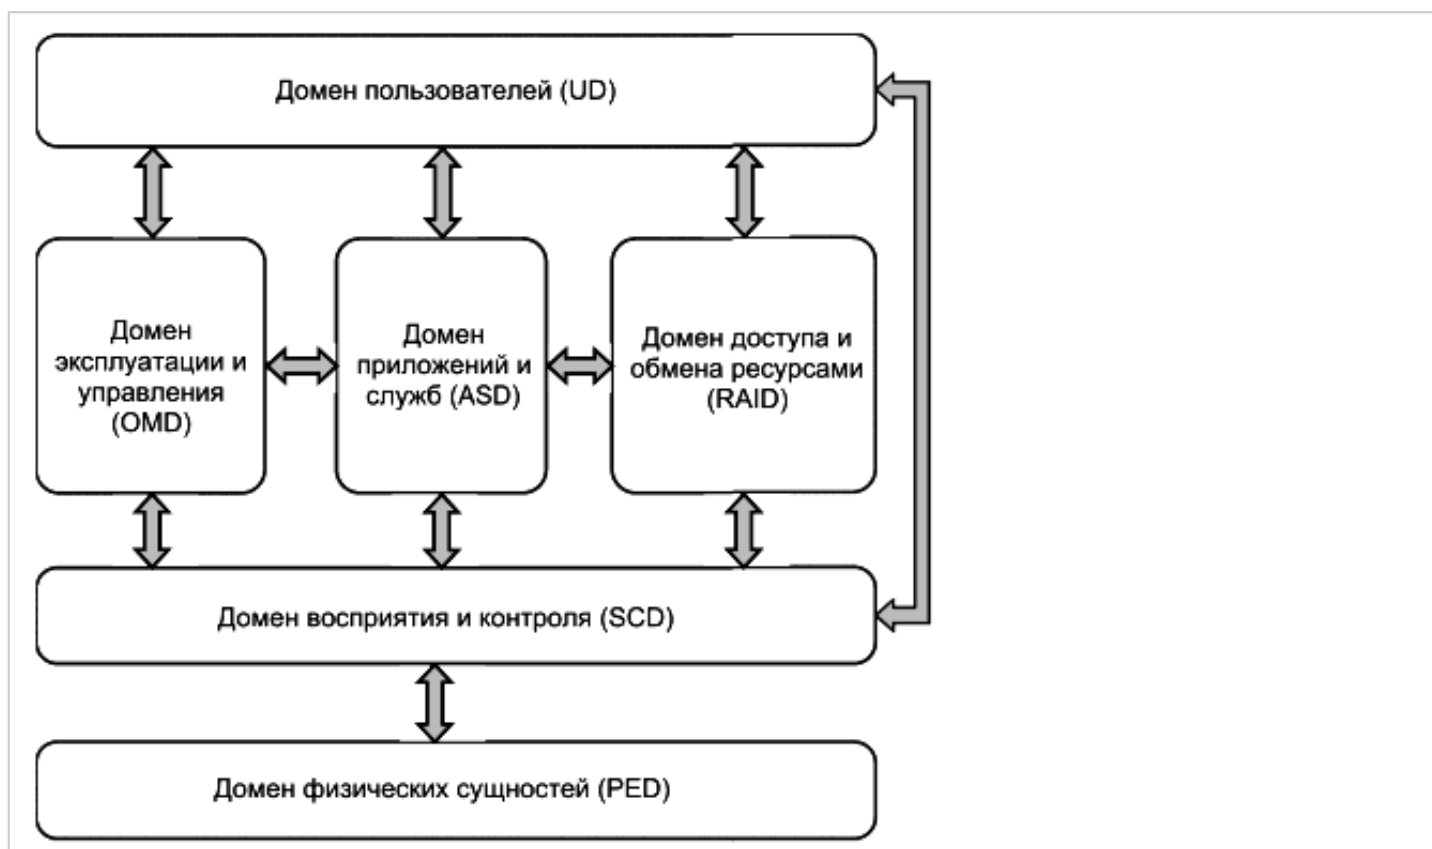 Домен пользователей (UD)
Домен
эксплуатации и
управления
(OMD)
Домен
приложений и
служб (ASD)
Домен доступа и
обмена ресурсами
(RAID)
Домен восприятия и контроля (SCD)
Домен физических сущностей (PED)